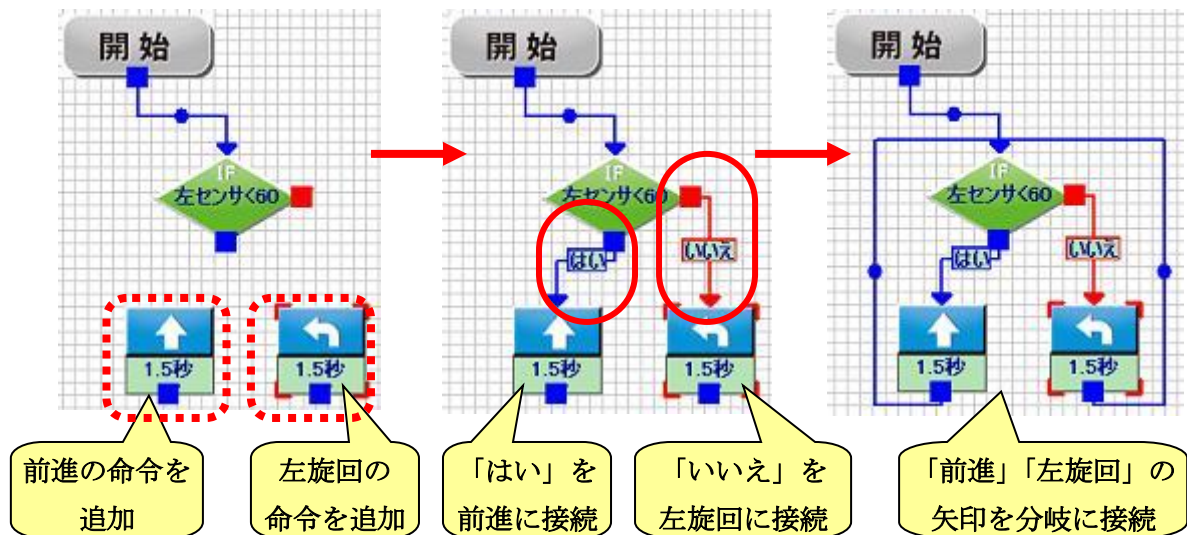 開始
IF
左センサ<60
1.5秒
1.5秒
前進の命令を
追加
左旋回の
命令を追加
開始
IF
左センサ<60
はい
いいえ
1.5秒
1.5秒
「はい」を
前進に接続
「いいえ」を
左旋回に接続
開始
IF
左センサ<60
はい
いいえ
1.5秒
1.5秒
「前進」「左旋回」の
矢印を分岐に接続